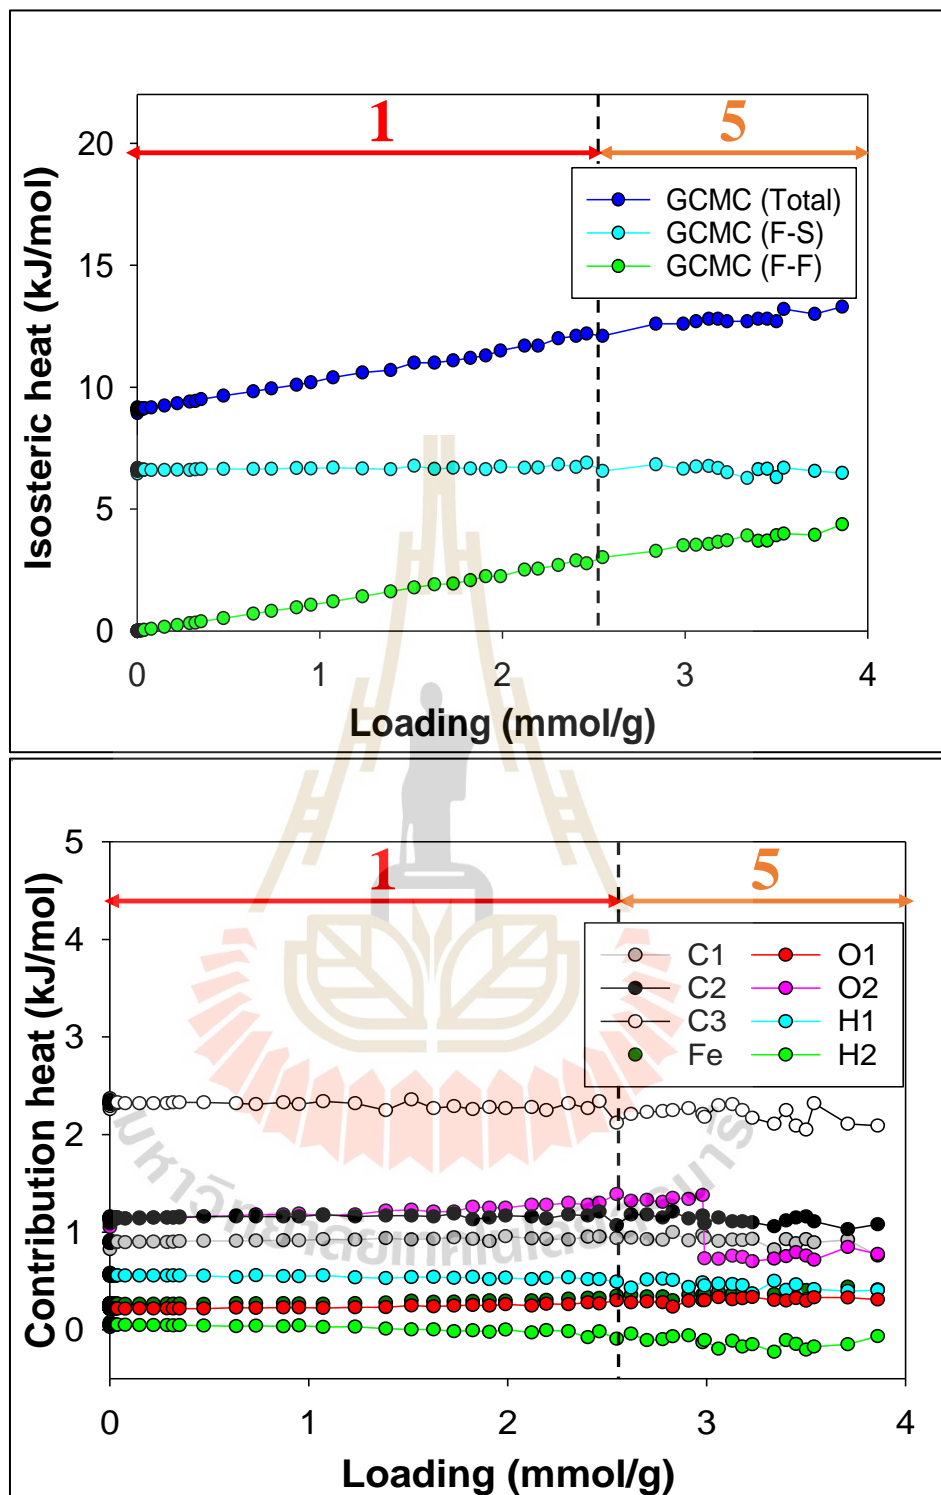 1 5
20
GCMC (Total)
GCMC (F-S)
15
GCMC (F-F)
10
5
0
Isosteric heat (kJ/mol)
0 1 2 3 4
Loading (mmol/g)
5
1 5
4
C1 O1
C2 O2
C3 H1
3
Fe H2
2
1
0
Contribution heat (kJ/mol)
0 1 2 3 4
Loading (mmol/g)